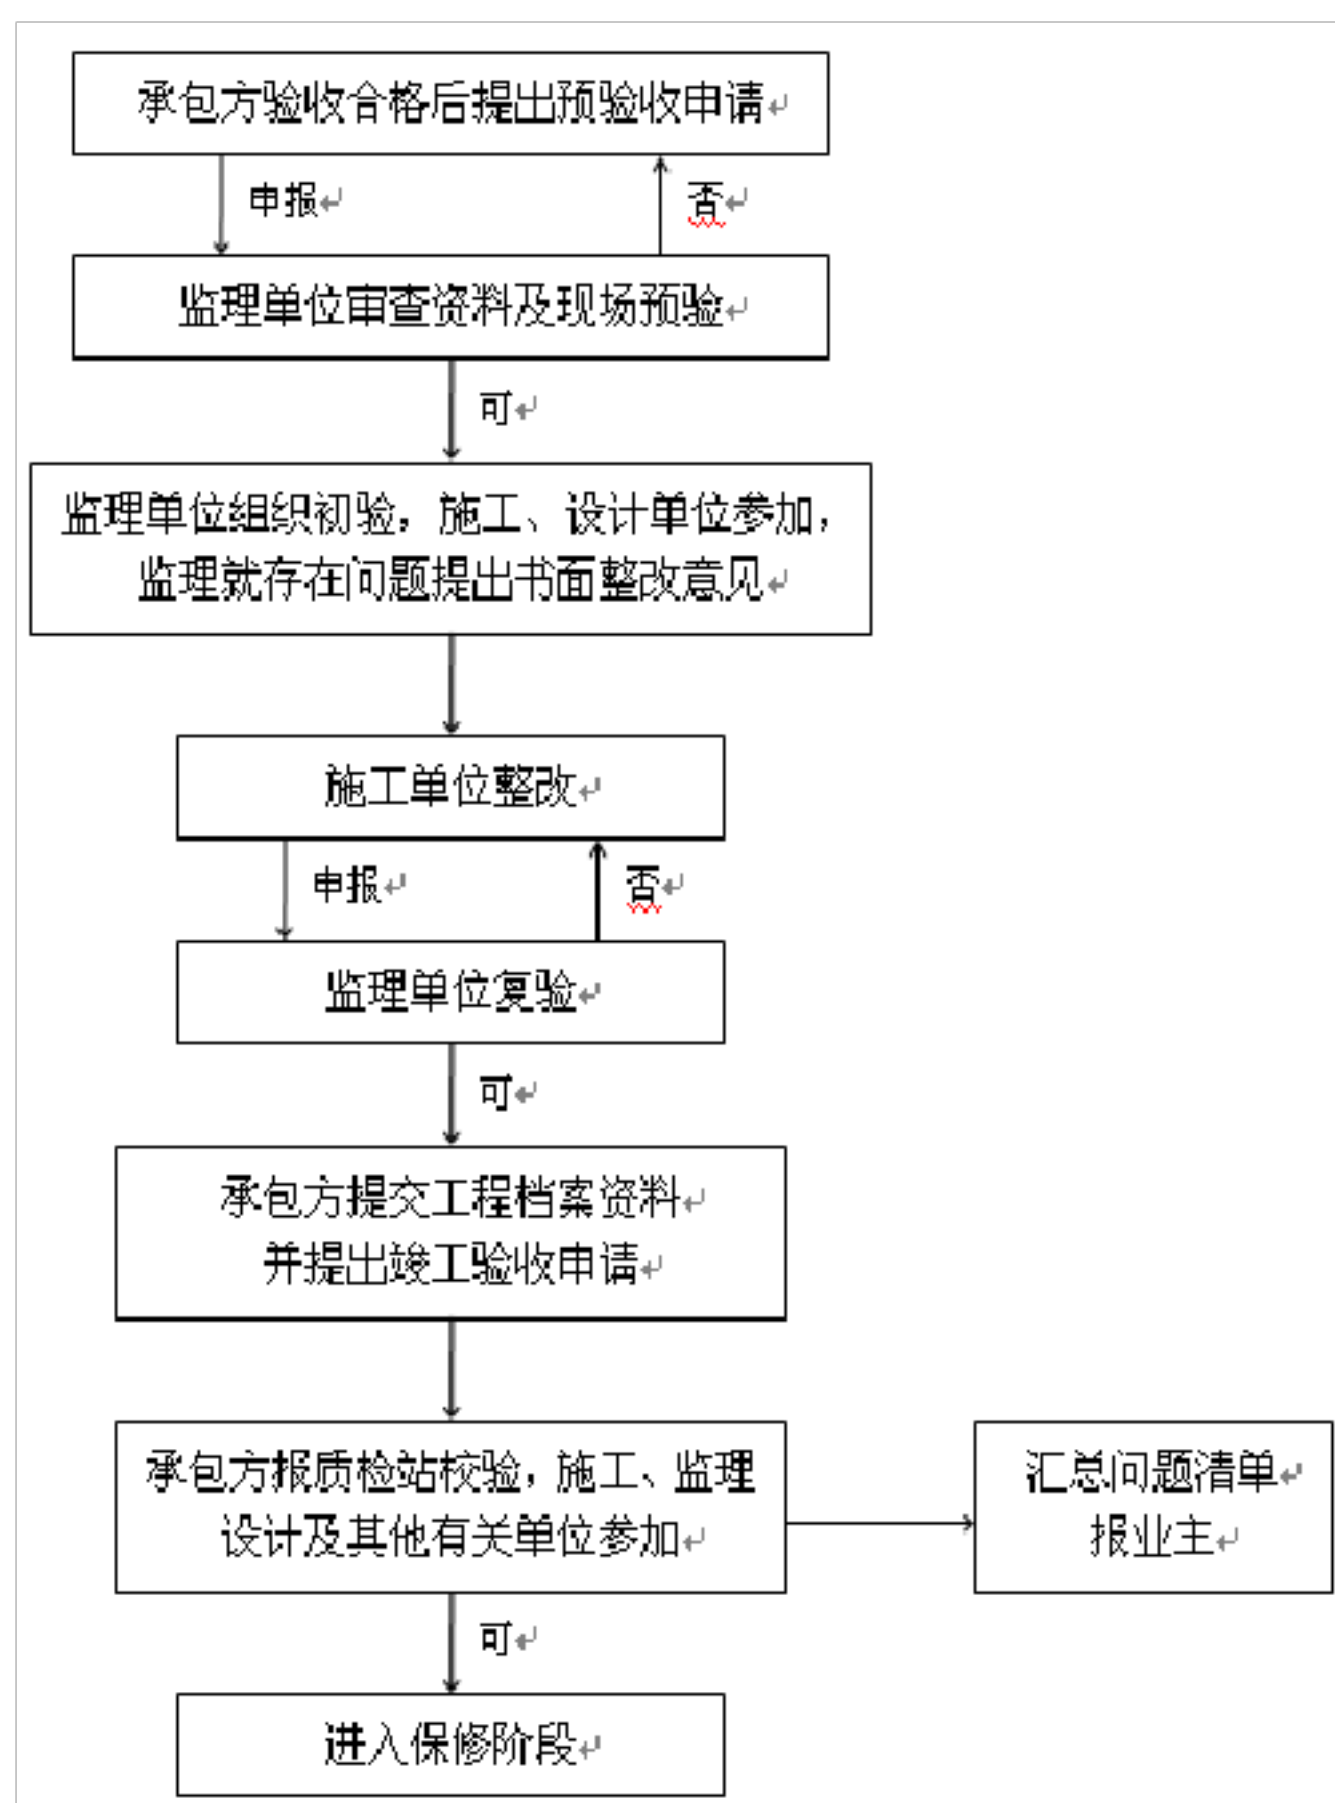 承包方验收合格后提出预验收申请
申报
否
监理单位审查资料及现场预验
可
监理单位组织初验，施工、设计单位参加，
监理就存在问题提出书面整改意见
施工单位整改
申报
否
监理单位复验
可
承包方提交工程档案资料
并提出竣工验收申请
承包方报质检站校验，施工、监理
设计及其他有关单位参加
汇总问题清单
报业主
可
进入保修阶段